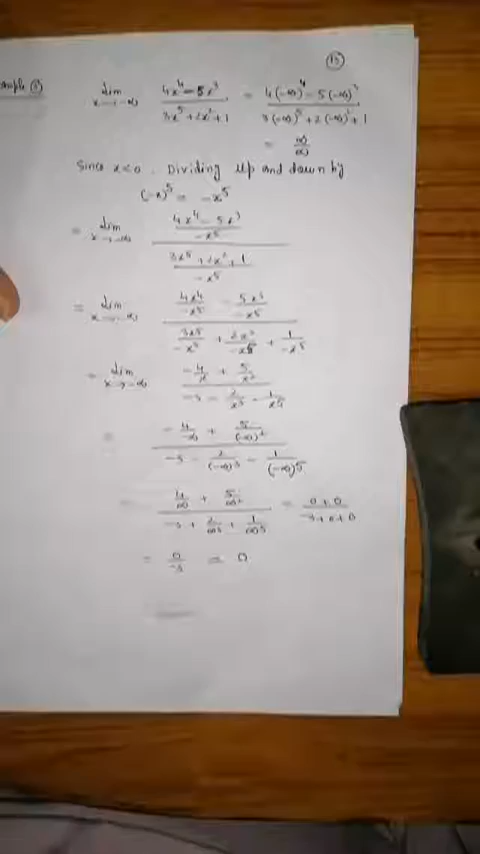 (15)
ample
lim x→-∞ (4x⁴ - 5x³)/(3x⁵ + 2x² + 1) = (4(-∞)⁴ - 5(-∞)³)/(3(-∞)⁵ + 2(-∞)² + 1)
= ∞/∞
Since x<0. Dividing Up and down by
(-x)⁵ = -x⁵
= lim x→-∞ ((4x⁴ - 5x³)/(-x⁵))/((3x⁵ + 2x² + 1)/(-x⁵))
= lim x→-∞ (4x⁴/-x⁵ - 5x³/-x⁵)/(3x⁵/-x⁵ + 2x²/-x⁵ + 1/-x⁵)
= lim x→-∞ (-4/x + 5/x²)/(-3 - 2/x³ - 1/x⁵)
= (-4/-∞ + 5/(-∞)²)/(-3 - 2/(-∞)³ - 1/(-∞)⁵)
= (4/∞ + 5/∞²)/(-3 + 2/∞³ + 1/∞⁵) = (0+0)/(-3+0+0)
= 0/-3 = 0